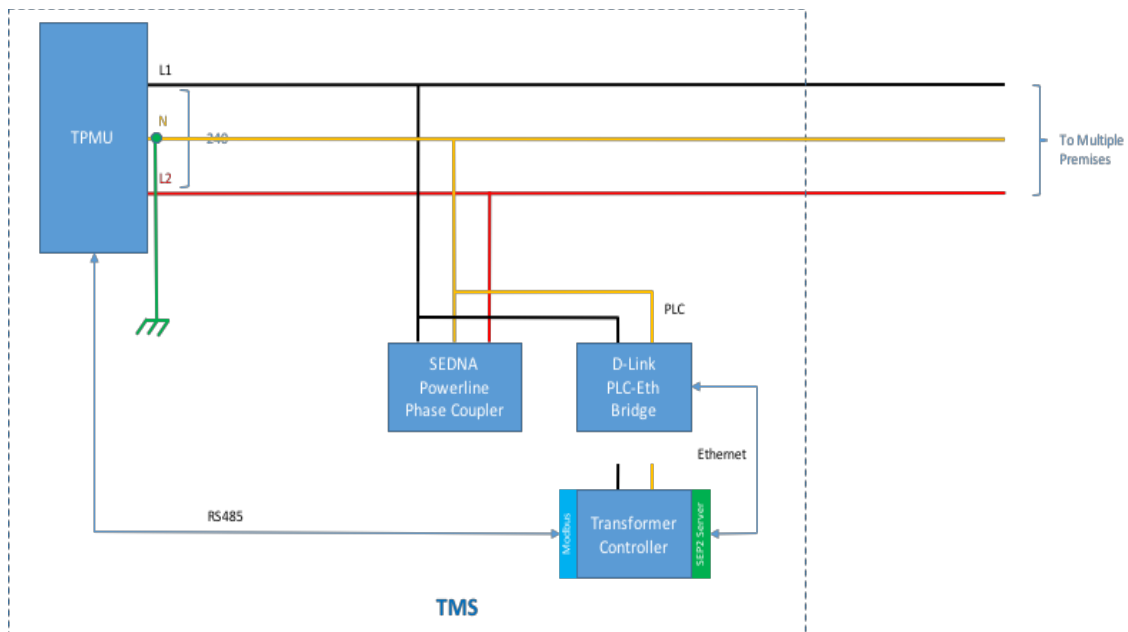 L1
TPMU
N
240
L2
To Multiple
Premises
PLC
SEDNA
Powerline
Phase Coupler
D-Link
PLC-Eth
Bridge
Ethernet
RS485
Modbus
Transformer
Controller
SEP2 Server
TMS